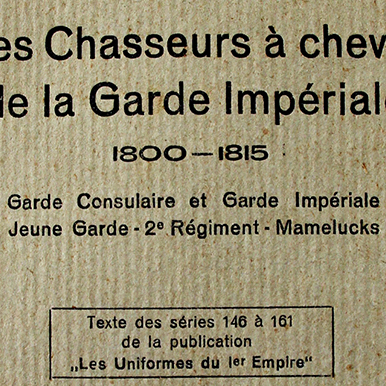 es Chasseurs à chev
de la Garde Impériale
1800—1815
Garde Consulaire et Garde Impériale
Jeune Garde - 2e Régiment - Mamelucks
Texte des séries 146 à 161
de la publication
„Les Uniformes du Ier Empire“